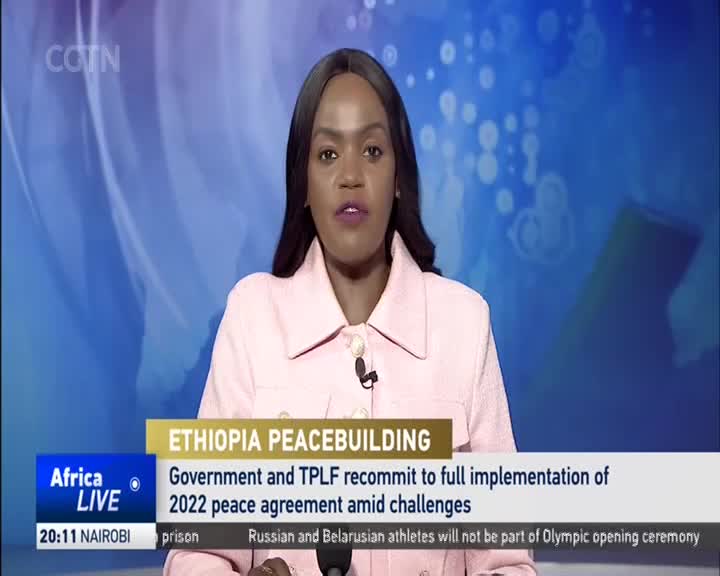 CGTN
ETHIOPIA PEACEBUILDING
Government and TPLF recommit to full implementation of
2022 peace agreement amid challenges
Africa
LIVE
20:11 NAIROBI
prison Russian and Belarusian athletes will not be part of Olympic opening ceremony